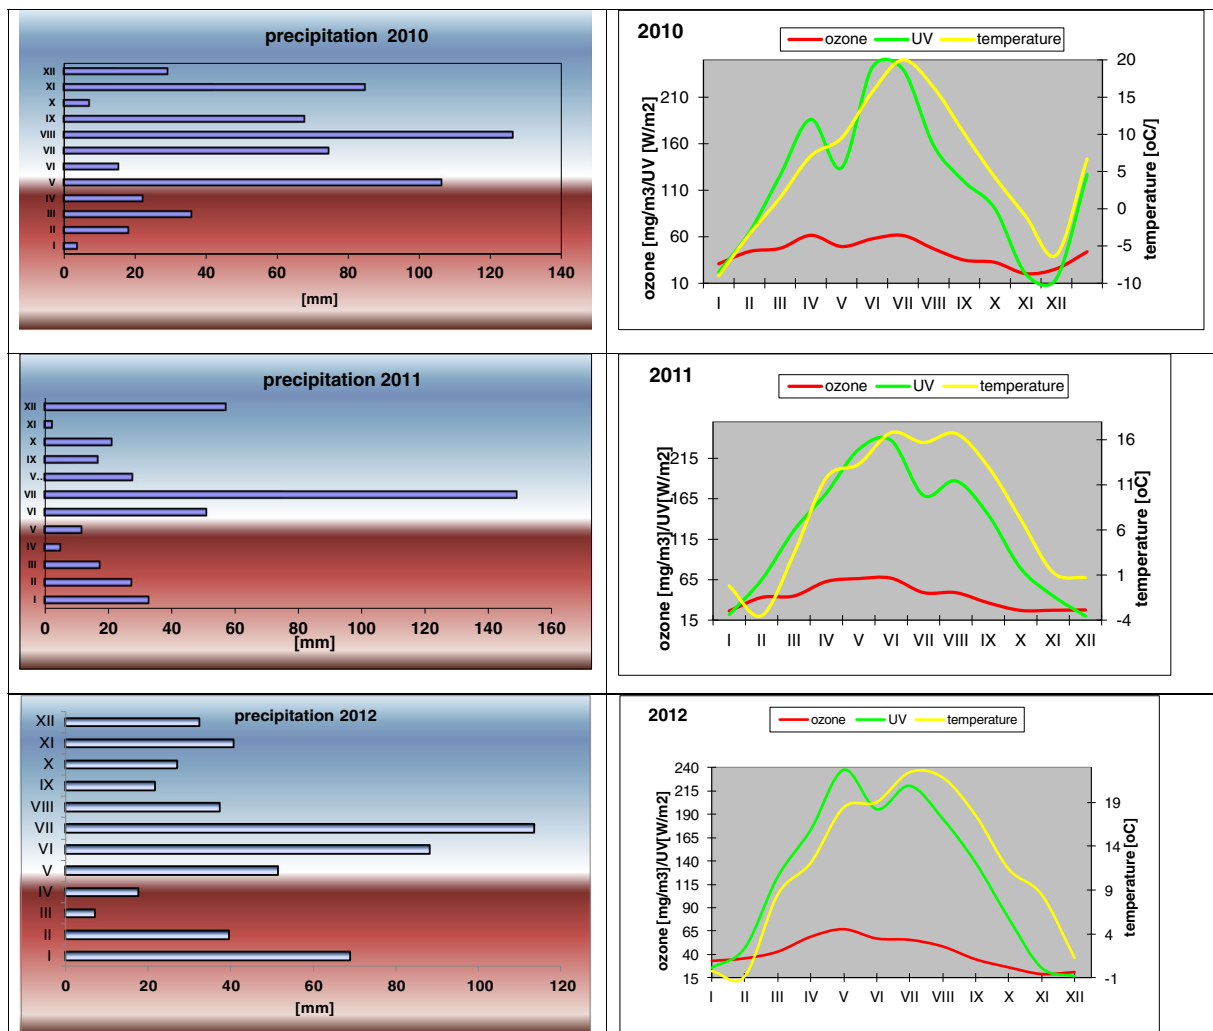 precipitation 2010
XII
XI
X
IX
VIII
VII
VI
V
IV
III
II
I
0 20 40 60 80 100 120 140
[mm]
2010
ozone UV temperature
ozone [mg/m3/UV [W/m2]
210
160
110
60
10
20
15
10
5
0
-5
-10
temperature [oC/]
I II III IV V VI VII VIII IX X XI XII
precipitation 2011
XII
XI
X
IX
V..
VII
VI
V
IV
III
II
I
0 20 40 60 80 100 120 140 160
[mm]
2011
ozone UV temperature
ozone [mg/m3]/UV[W/m2]
215
165
115
65
15
16
11
6
1
-4
temperature [oC]
I II III IV V VI VII VIII IX X XI XII
precipitation 2012
XII
XI
X
IX
VIII
VII
VI
V
IV
III
II
I
0 20 40 60 80 100 120
[mm]
2012
ozone UV temperature
ozone [mg/m3]/UV[W/m2]
240
215
190
165
140
115
90
65
40
15
19
14
9
4
-1
temperature [oC]
I II III IV V VI VII VIII IX X XI XII